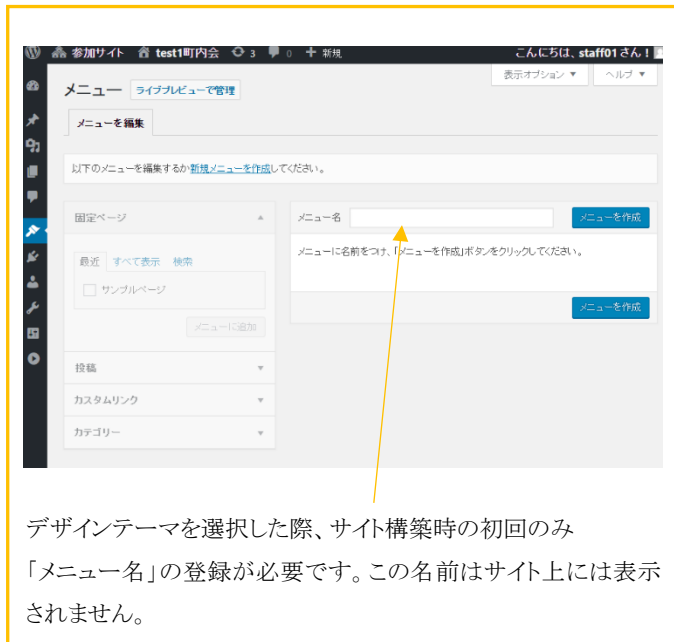 参加サイト test1町内会 3 0 + 新規 こんにちは、staff01さん!
表示オプション ▼ ヘルプ ▼
メニュー ライブプレビューで管理
メニューを編集
以下のメニューを編集するか新規メニューを作成してください。
固定ページ
最近 すべて表示 検索
サンプルページ
メニューに追加
投稿
カスタムリンク
カテゴリー
メニュー名 メニューを作成
メニューに名前をつけ、「メニューを作成」ボタンをクリックしてください。
メニューを作成
デザインテーマを選択した際、サイト構築時の初回のみ
「メニュー名」の登録が必要です。この名前はサイト上には表示
されません。